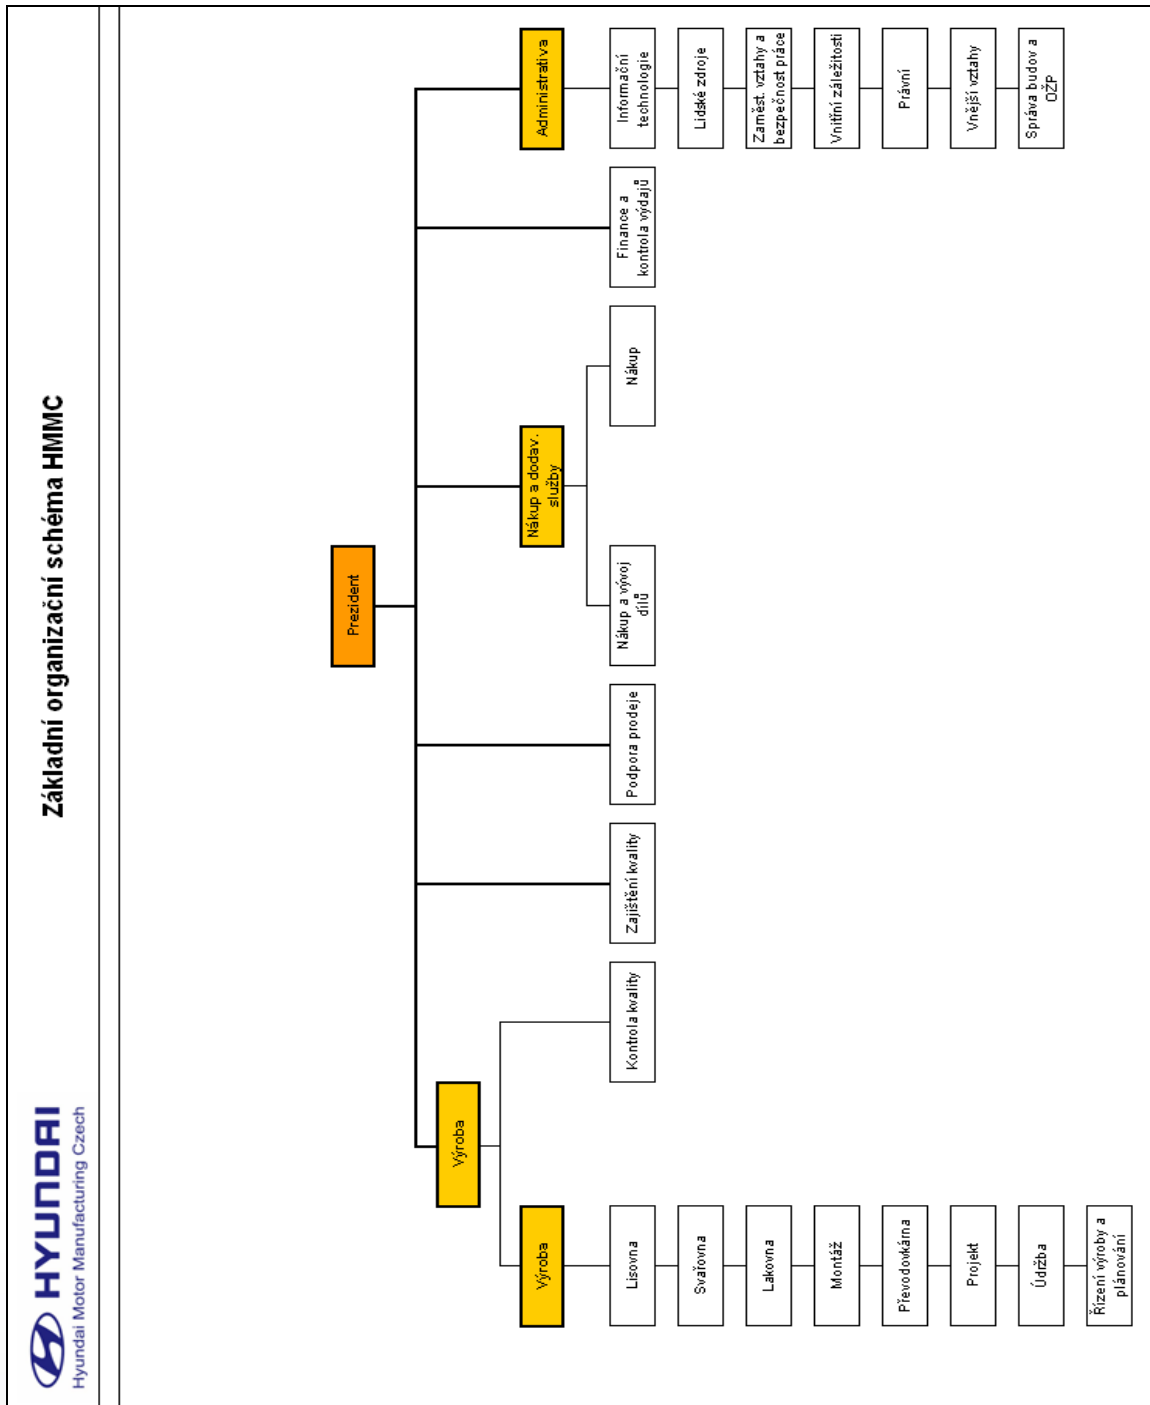 HYUNDAI
Hyundai Motor Manufacturing Czech
Základní organizační schéma HMMC
Prezident
Výroba
Výroba
Lisovna
Svařovna
Lakovna
Montáž
Převodovkárna
Projekt
Údržba
Řízení výroby a
plánování
Kontrola kvality
Zajištění kvality
Podpora prodeje
Nákup a dodav.
služby
Nákup a vývoj
dílů
Nákup
Finance a
kontrola výdajů
Administrativa
Informační
technologie
Lidské zdroje
Zaměst. vztahy a
bezpečnost práce
Vnitřní záležitosti
Právní
Vnější vztahy
Správa budov a
OŽP